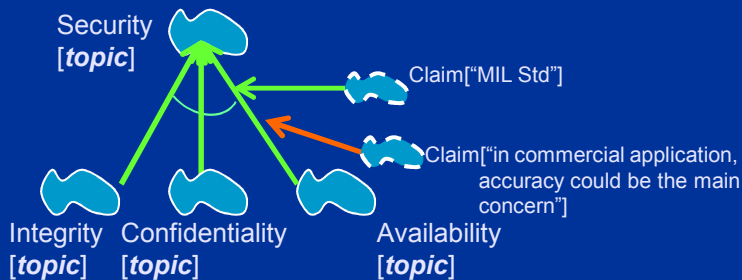 Security
[topic]
Claim[“MIL Std”]
Claim[“in commercial application,
accuracy could be the main
concern”]
Integrity
[topic]
Confidentiality
[topic]
Availability
[topic]